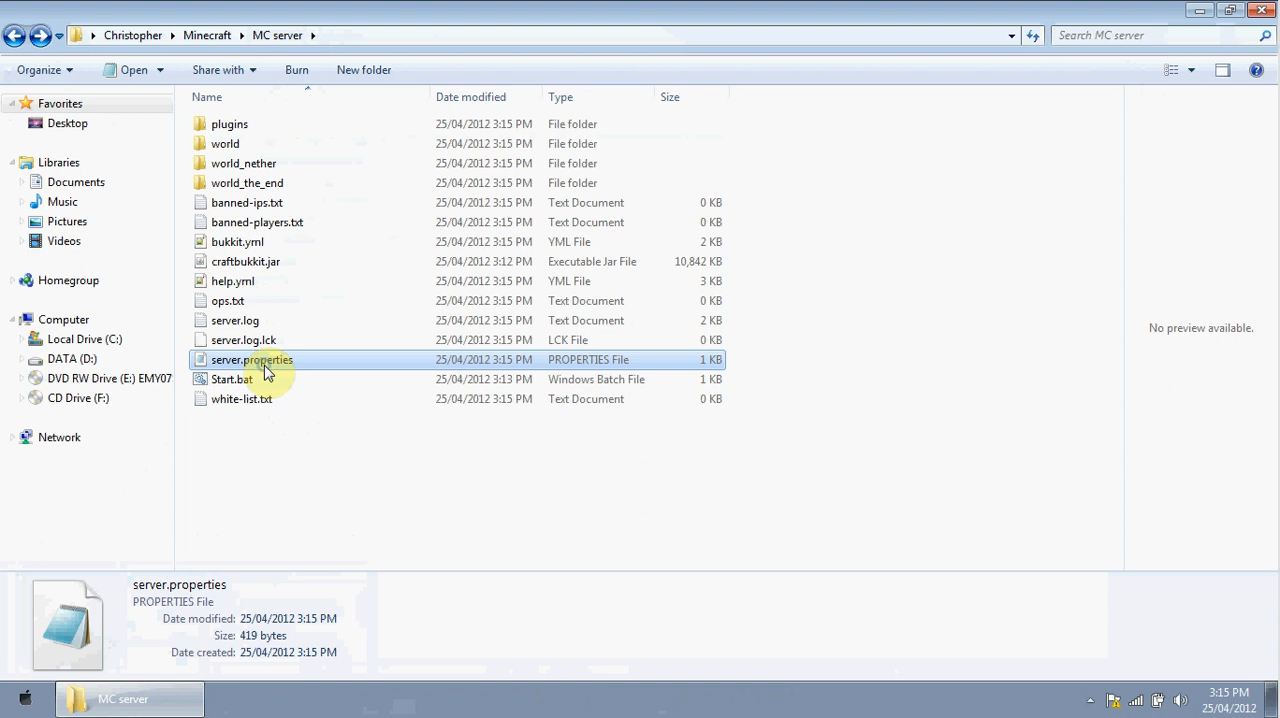 Christopher Minecraft MC server Search MC server
Organize Open Share with Burn New folder
Name Date modified Type Size
Favorites
Desktop
Libraries
Documents
Music
Pictures
Videos
Homegroup
Computer
Local Drive (C:)
DATA (D:)
DVD RW Drive (E:) EMY07
CD Drive (F:)
Network
plugins 25/04/2012 3:15 PM File folder
world 25/04/2012 3:15 PM File folder
world_nether 25/04/2012 3:15 PM File folder
world_the_end 25/04/2012 3:15 PM File folder
banned-ips.txt 25/04/2012 3:15 PM Text Document 0 KB
banned-players.txt 25/04/2012 3:15 PM Text Document 0 KB
bukkit.yml 25/04/2012 3:15 PM YML File 2 KB
craftbukkit.jar 25/04/2012 3:12 PM Executable Jar File 10,842 KB
help.yml 25/04/2012 3:15 PM YML File 3 KB
ops.txt 25/04/2012 3:15 PM Text Document 0 KB
server.log 25/04/2012 3:15 PM Text Document 2 KB
server.log.lck 25/04/2012 3:15 PM LCK File 0 KB
server.properties 25/04/2012 3:15 PM PROPERTIES File 1 KB
Start.bat 25/04/2012 3:13 PM Windows Batch File 1 KB
white-list.txt 25/04/2012 3:15 PM Text Document 0 KB
No preview available.
server.properties
PROPERTIES File
Date modified: 25/04/2012 3:15 PM
Size: 419 bytes
Date created: 25/04/2012 3:15 PM
MC server
3:15 PM
25/04/2012